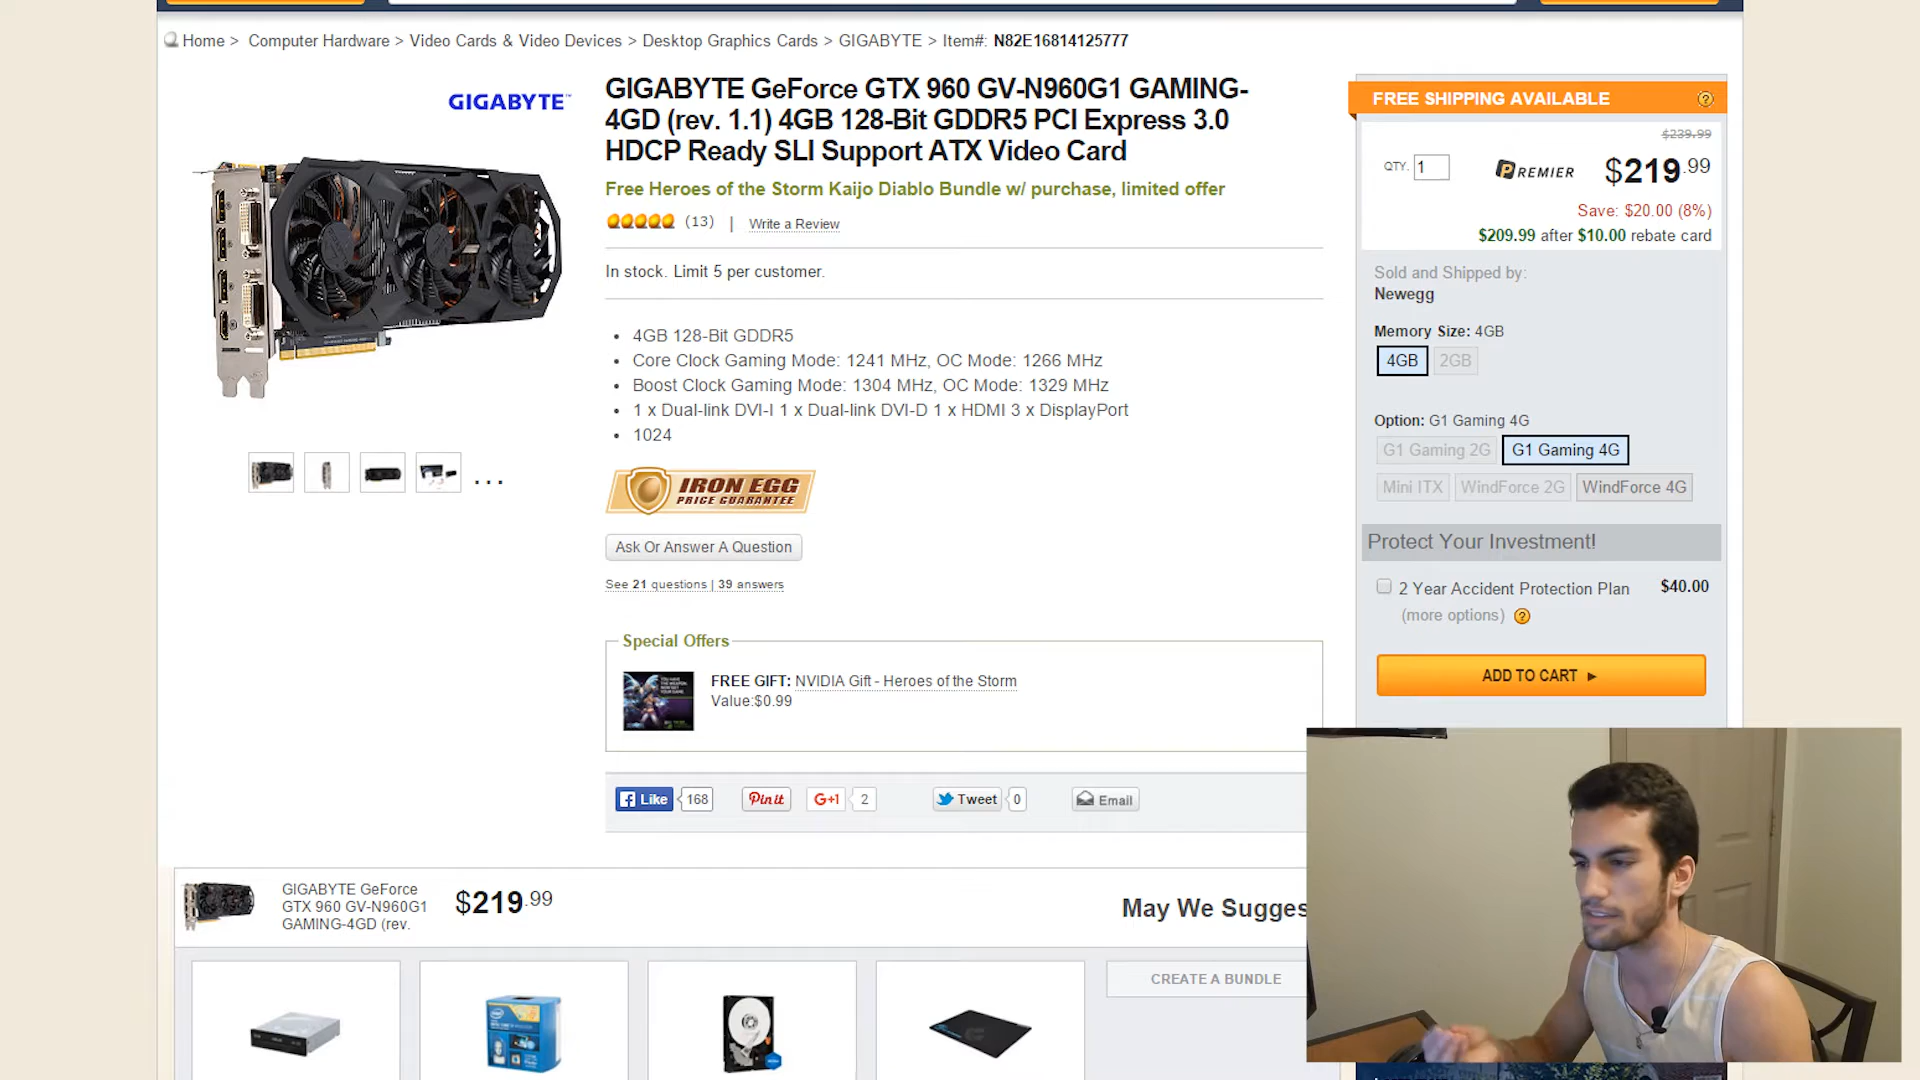 Home > Computer Hardware > Video Cards & Video Devices > Desktop Graphics Cards > GIGABYTE > Item#: N82E16814125777
GIGABYTE™
GIGABYTE GeForce GTX 960 GV-N960G1 GAMING-
4GD (rev. 1.1) 4GB 128-Bit GDDR5 PCI Express 3.0
HDCP Ready SLI Support ATX Video Card
Free Heroes of the Storm Kaijo Diablo Bundle w/ purchase, limited offer
(13) | Write a Review
In stock. Limit 5 per customer.
4GB 128-Bit GDDR5
Core Clock Gaming Mode: 1241 MHz, OC Mode: 1266 MHz
Boost Clock Gaming Mode: 1304 MHz, OC Mode: 1329 MHz
1 x Dual-link DVI-I 1 x Dual-link DVI-D 1 x HDMI 3 x DisplayPort
1024
...
IRON EGG
PRICE GUARANTEE
Ask Or Answer A Question
See 21 questions | 39 answers
Special Offers
FREE GIFT: NVIDIA Gift - Heroes of the Storm
Value:$0.99
Like 168 Pin it G+1 2 Tweet 0 Email
FREE SHIPPING AVAILABLE ?
$239.99
QTY. 1 PREMIER $219.99
Save: $20.00 (8%)
$209.99 after $10.00 rebate card
Sold and Shipped by:
Newegg
Memory Size: 4GB
4GB 2GB
Option: G1 Gaming 4G
G1 Gaming 2G G1 Gaming 4G
Mini ITX WindForce 2G WindForce 4G
Protect Your Investment!
2 Year Accident Protection Plan $40.00
(more options) ?
ADD TO CART ►
GIGABYTE GeForce
GTX 960 GV-N960G1
GAMING-4GD (rev.
$219.99
May We Sugges
CREATE A BUNDLE